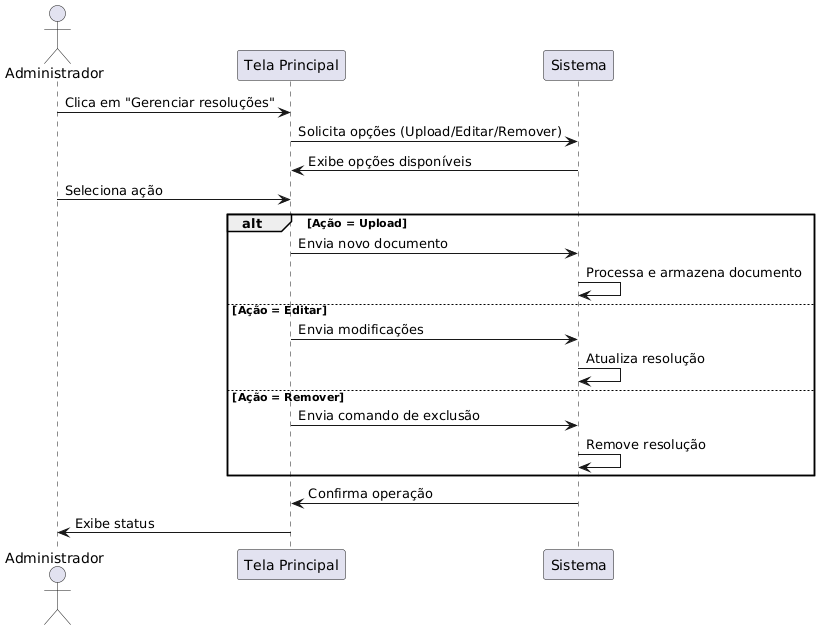 Administrador
Tela Principal
Sistema
Clica em "Gerenciar resoluções"
Solicita opções (Upload/Editar/Remover)
Exibe opções disponíveis
Seleciona ação
alt
[Ação = Upload]
Envia novo documento
Processa e armazena documento
[Ação = Editar]
Envia modificações
Atualiza resolução
[Ação = Remover]
Envia comando de exclusão
Remove resolução
Confirma operação
Exibe status
Administrador
Tela Principal
Sistema